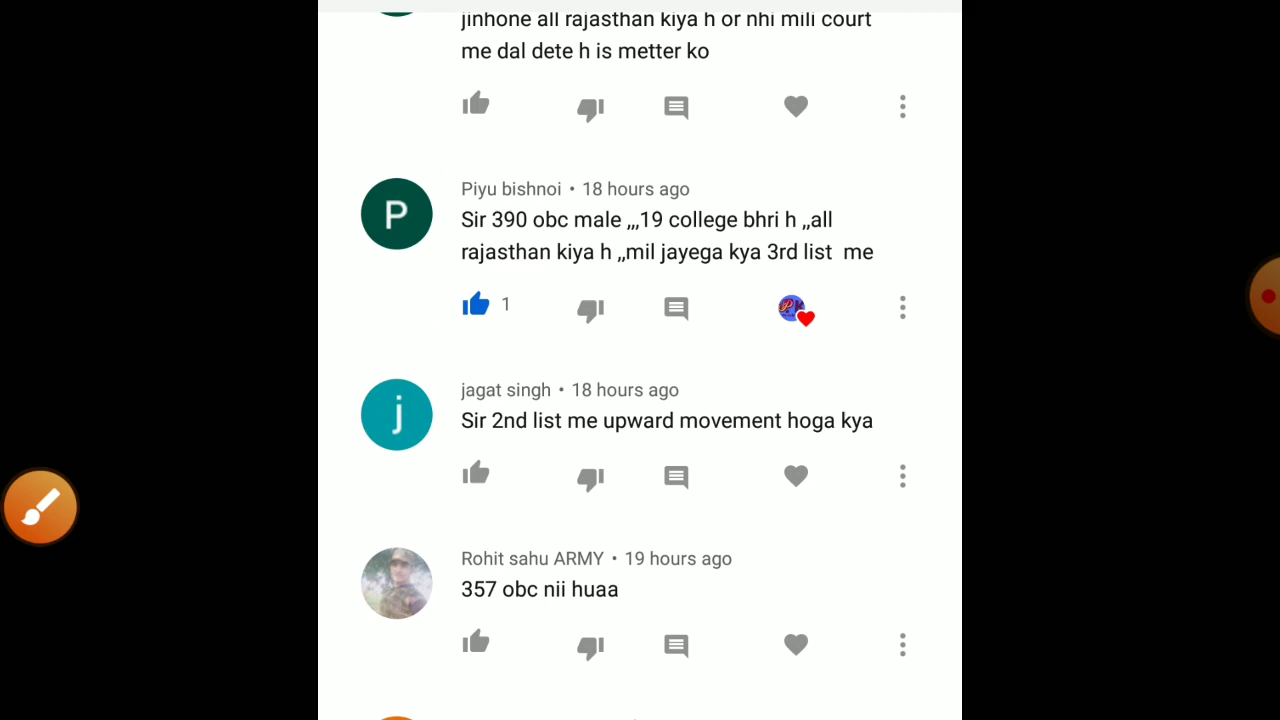 jinhone all rajasthan kiya h or nhi mili court
me dal dete h is metter ko
Piyu bishnoi • 18 hours ago
Sir 390 obc male ,,,19 college bhri h ,,all
rajasthan kiya h ,,mil jayega kya 3rd list me
1
jagat singh • 18 hours ago
Sir 2nd list me upward movement hoga kya
Rohit sahu ARMY • 19 hours ago
357 obc nii huaa